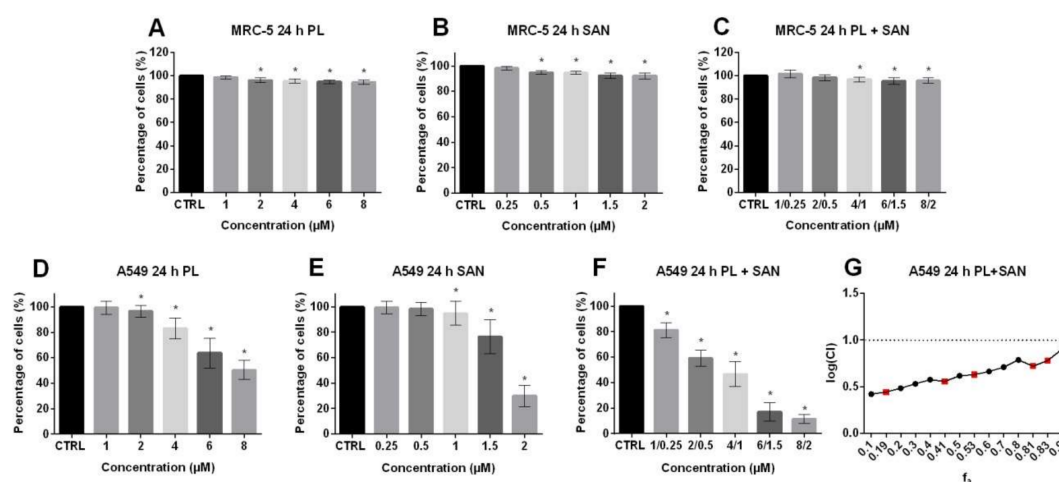 A
MRC-5 24 h PL
Percentage of cells (%)
120
100
80
60
40
20
0
CTRL 1 2 4 6 8
* * * *
Concentration (µM)
B
MRC-5 24 h SAN
Percentage of cells (%)
100
80
60
40
20
0
CTRL 0.25 0.5 1 1.5 2
* * * *
Concentration (µM)
C
MRC-5 24 h PL + SAN
Percentage of cells (%)
120
100
80
60
40
20
0
CTRL 1/0.25 2/0.5 4/1 6/1.5 8/2
* * *
Concentration (µM)
D
A549 24 h PL
Percentage of cells (%)
100
80
60
40
20
0
CTRL 1 2 4 6 8
* * * *
Concentration (µM)
E
A549 24 h SAN
Percentage of cells (%)
100
80
60
40
20
0
CTRL 0.25 0.5 1 1.5 2
* * *
Concentration (µM)
F
A549 24 h PL + SAN
Percentage of cells (%)
100
80
60
40
20
0
CTRL 1/0.25 2/0.5 4/1 6/1.5 8/2
* * * * *
Concentration (µM)
G
A549 24 h PL+SAN
log(CI)
1.5
1.0
0.5
0.0
0.1 0.19 0.2 0.3 0.4 0.41 0.5 0.53 0.6 0.7 0.8 0.81 0.83
fa